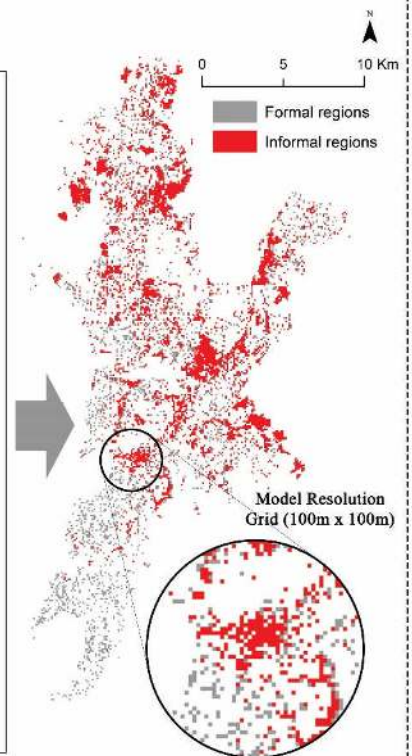 N
0 5 10 Km
Formal regions
Informal regions
Model Resolution
Grid (100m x 100m)